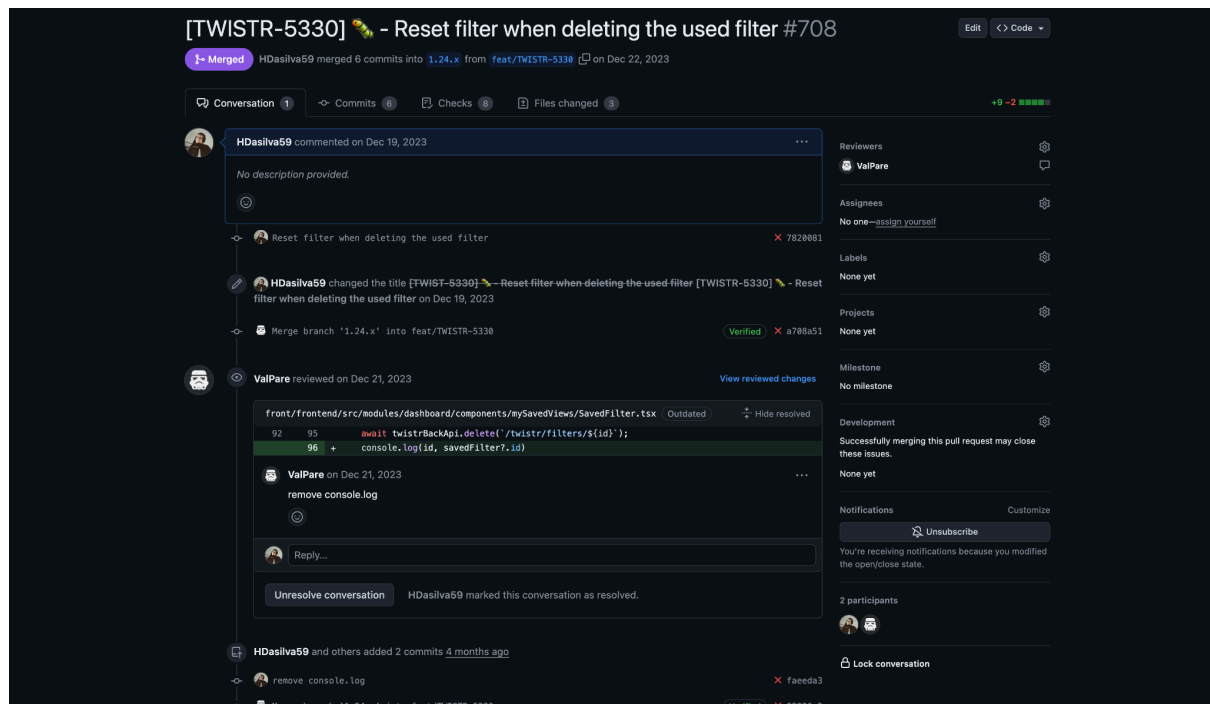 [TWISTR-5330] 🐛 - Reset filter when deleting the used filter #708
Edit
<> Code
Merged
HDasilva59 merged 6 commits into 1.24.x from feat/TWISTR-5330 on Dec 22, 2023
Conversation 1
Commits 6
Checks 8
Files changed 3
+9 −2
HDasilva59 commented on Dec 19, 2023
...
No description provided.
Reset filter when deleting the used filter
7820081
HDasilva59 changed the title [TWIST-5330] 🐛 - Reset filter when deleting the used filter [TWISTR-5330] 🐛 - Reset
filter when deleting the used filter on Dec 19, 2023
Merge branch '1.24.x' into feat/TWISTR-5330
Verified
a708a51
ValPare reviewed on Dec 21, 2023
View reviewed changes
front/frontend/src/modules/dashboard/components/mySavedViews/SavedFilter.tsx
Outdated
Hide resolved
92 95 await twistrBackApi.delete(`/twistr/filters/${id}`);
96 + console.log(id, savedFilter?.id)
ValPare on Dec 21, 2023
...
remove console.log
Reply...
Unresolve conversation
HDasilva59 marked this conversation as resolved.
HDasilva59 and others added 2 commits 4 months ago
remove console.log
faeeda3
Reviewers
ValPare
Assignees
No one—assign yourself
Labels
None yet
Projects
None yet
Milestone
No milestone
Development
Successfully merging this pull request may close
these issues.
None yet
Notifications
Customize
Unsubscribe
You're receiving notifications because you modified
the open/close state.
2 participants
Lock conversation